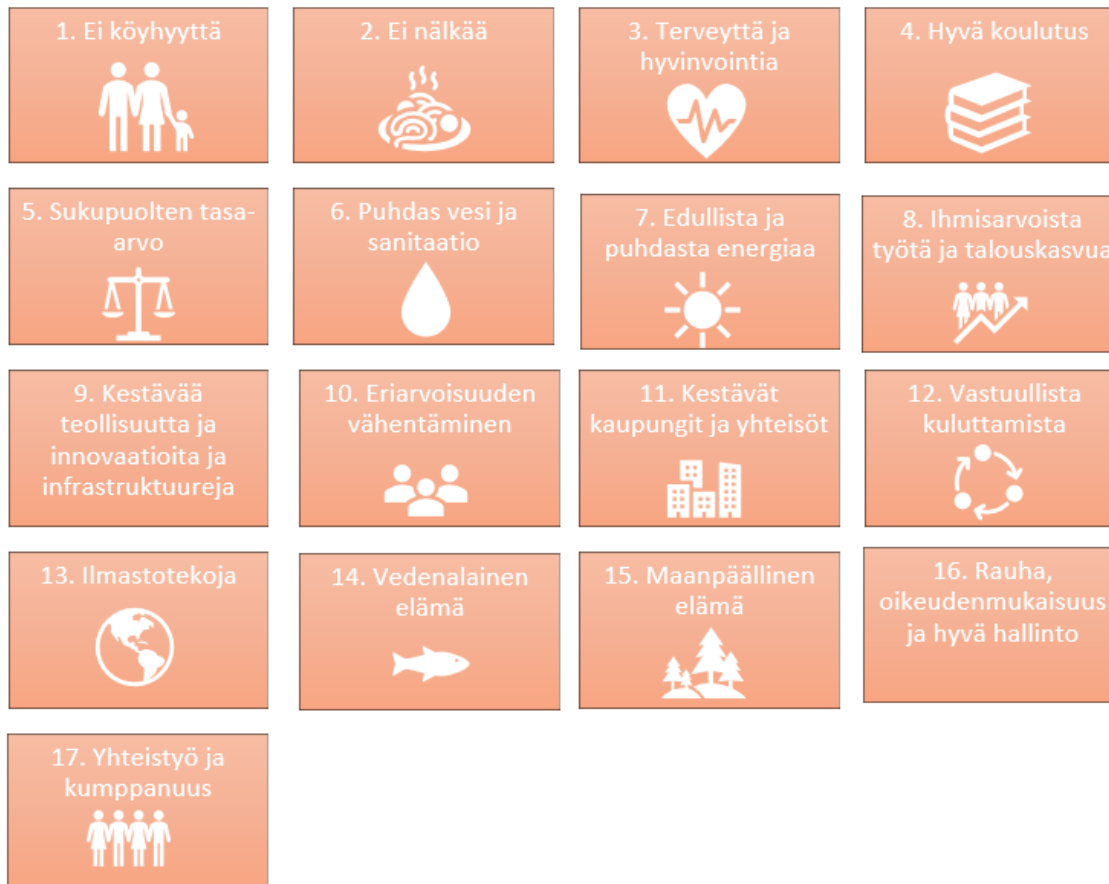 1. Ei köyhyyttä
2. Ei nälkää
3. Terveyttä ja
hyvinvointia
4. Hyvä koulutus
5. Sukupuolten tasa-
arvo
6. Puhdas vesi ja
sanitaatio
7. Edullista ja
puhdasta energiaa
8. Ihmisarvoista
työtä ja talouskasvua
9. Kestävää
teollisuutta ja
innovaatioita ja
infrastruktuureja
10. Eriarvoisuuden
vähentäminen
11. Kestävät
kaupungit ja yhteisöt
12. Vastuullista
kuluttamista
13. Ilmastotekoja
14. Vedenalainen
elämä
15. Maanpäällinen
elämä
16. Rauha,
oikeudenmukaisuus
ja hyvä hallinto
17. Yhteistyö ja
kumppanuus